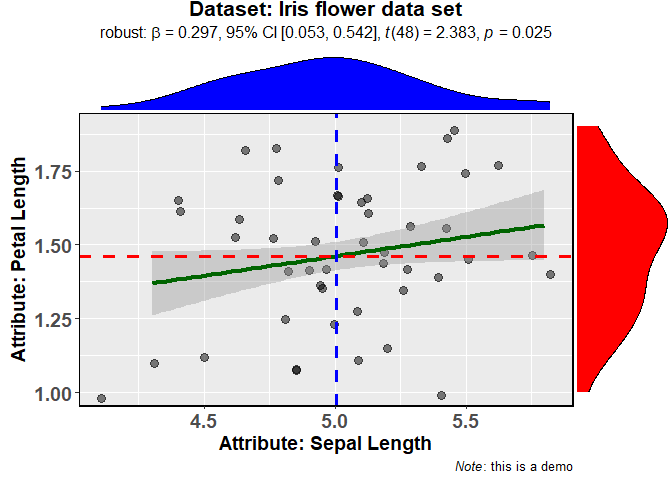 Dataset: Iris flower data set
robust: β = 0.297, 95% CI [0.053, 0.542], t(48) = 2.383, p = 0.025
Attribute: Petal Length
1.75
1.50
1.25
1.00
4.5 5.0 5.5
Attribute: Sepal Length
Note: this is a demo